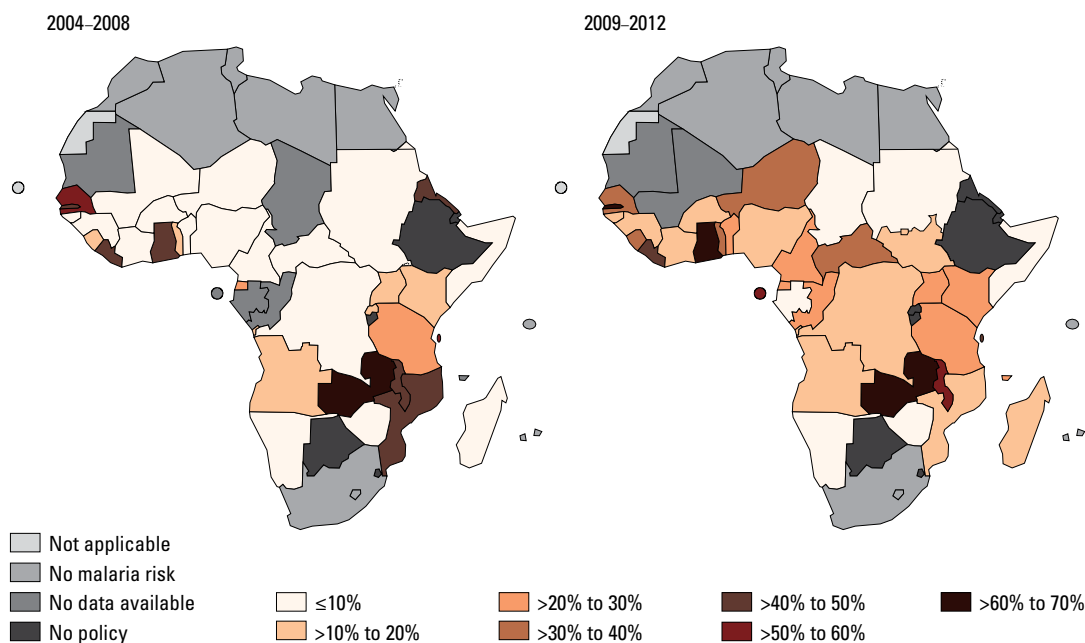 2004–2008
2009–2012
Not applicable
No malaria risk
No data available
No policy
≤10%
>10% to 20%
>20% to 30%
>30% to 40%
>40% to 50%
>50% to 60%
>60% to 70%